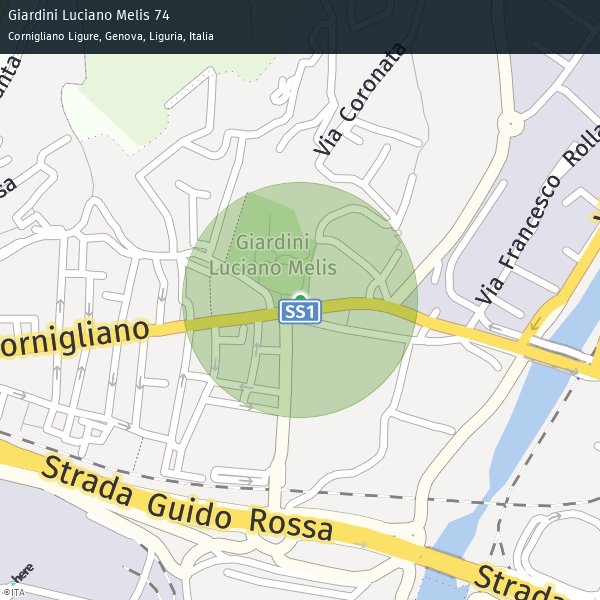 Giardini Luciano Melis 74
Cornigliano Ligure, Genova, Liguria, Italia
Via Coronata
Via Francesco Rolla
Giardini
Luciano Melis
SS1
ornigliano
Strada Guido Rossa
Strada
here
©ITA